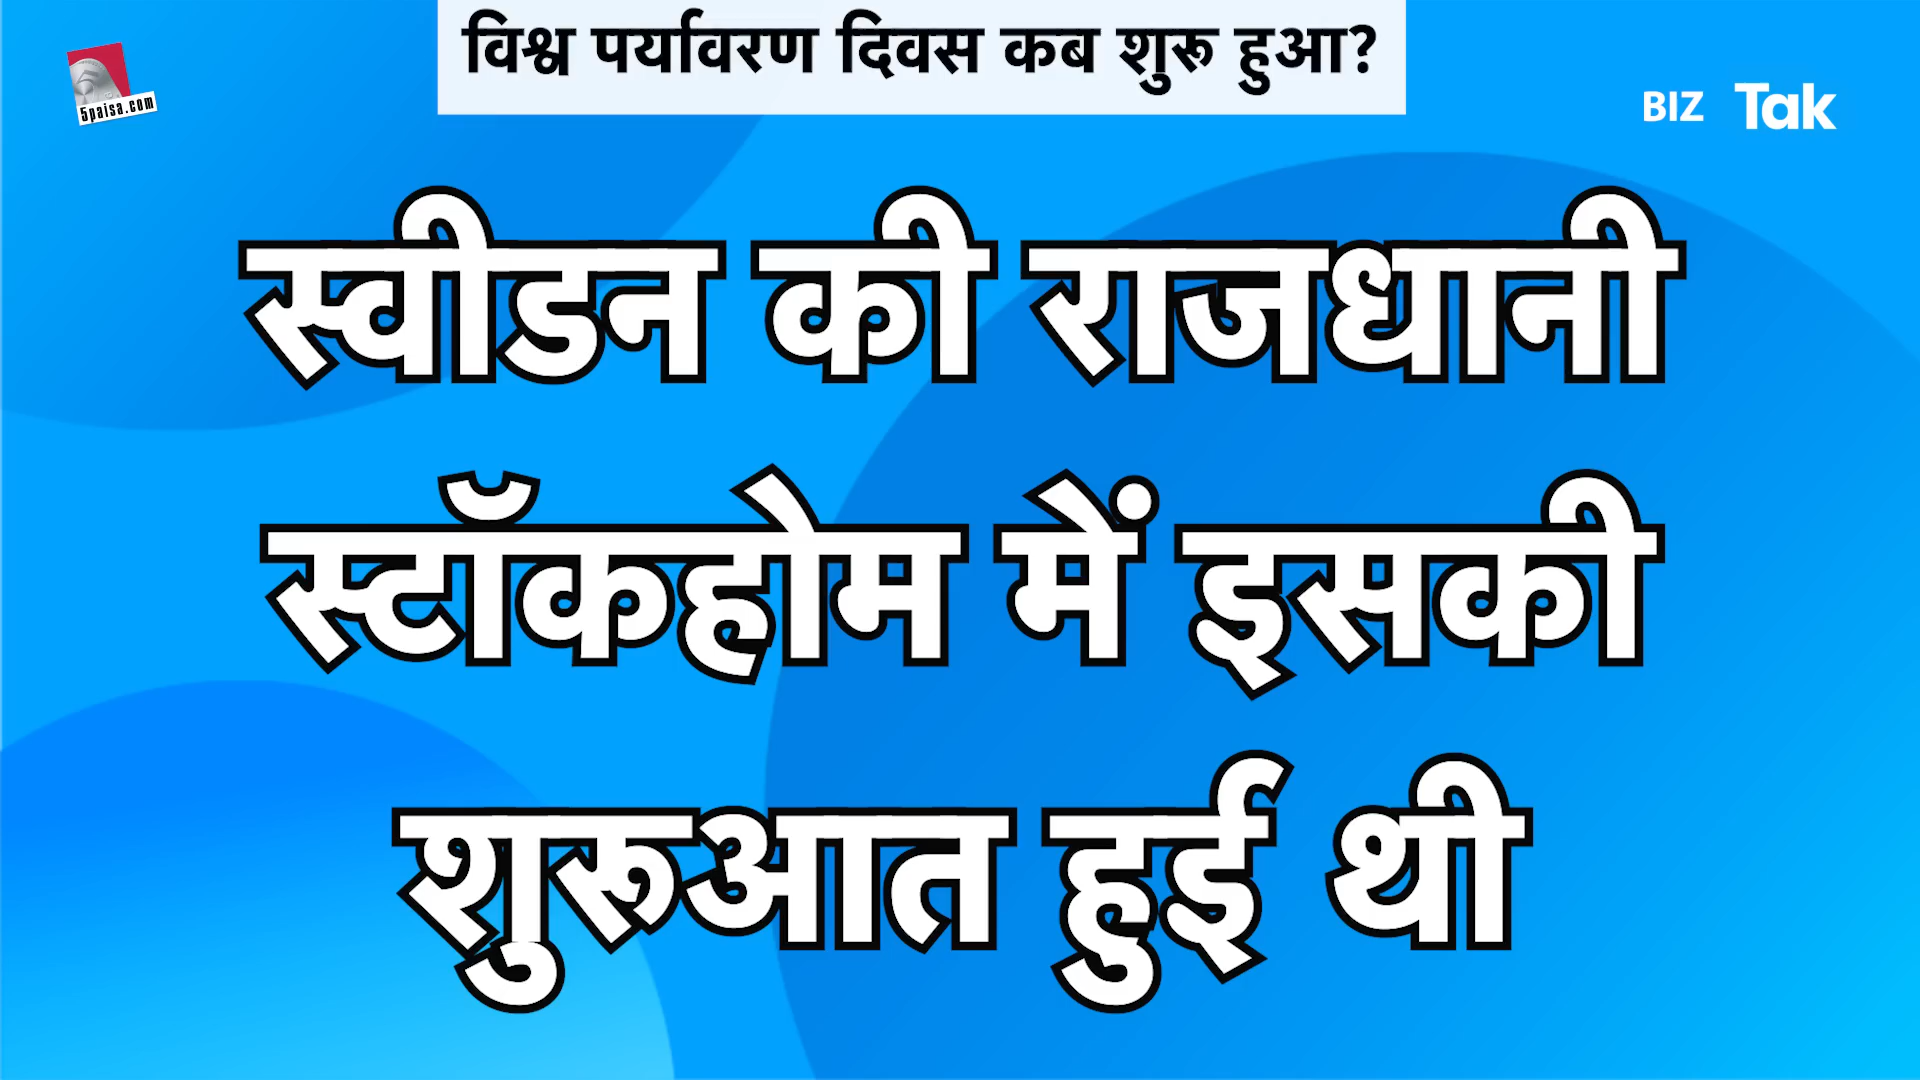 विश्व पर्यावरण दिवस कब शुरू हुआ?
5paisa.com
BIZ Tak
स्वीडन की राजधानी
स्टॉकहोम में इसकी
शुरूआत हुई थी